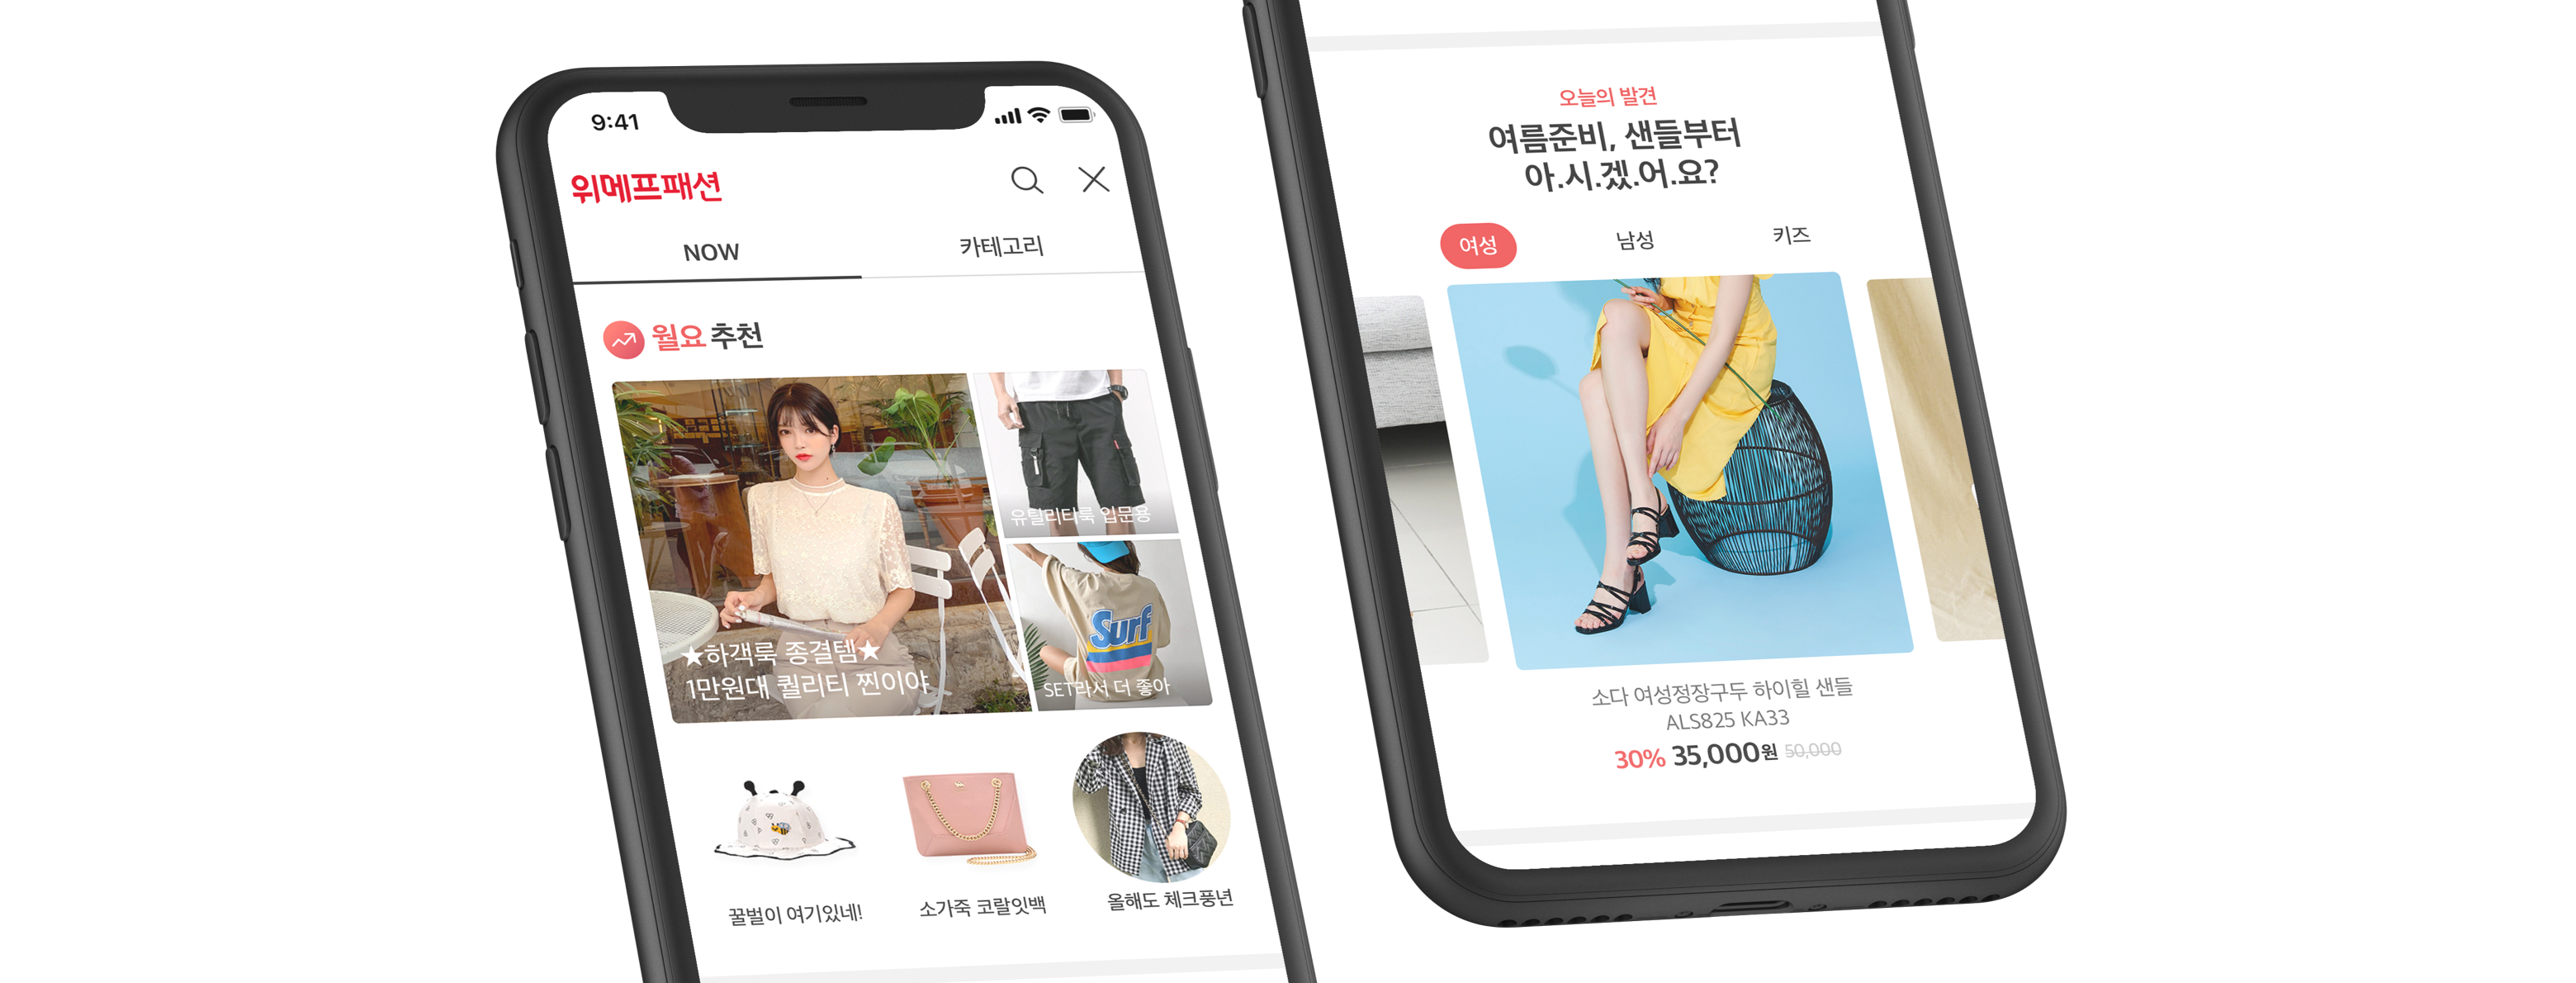 9:41
위메프패션
NOW
카테고리
월요 추천
★하객룩 종결템★
1만원대 퀄리티 찐이야
유틸리티룩 입문용
Surf
SET라서 더 좋아
꿀벌이 여기있네!
소가죽 코랄잇백
올해도 체크풍년
오늘의 발견
여름준비, 샌들부터
아.시.겠.어.요?
여성
남성
키즈
소다 여성정장구두 하이힐 샌들
ALS825 KA33
30% 35,000원 50,000